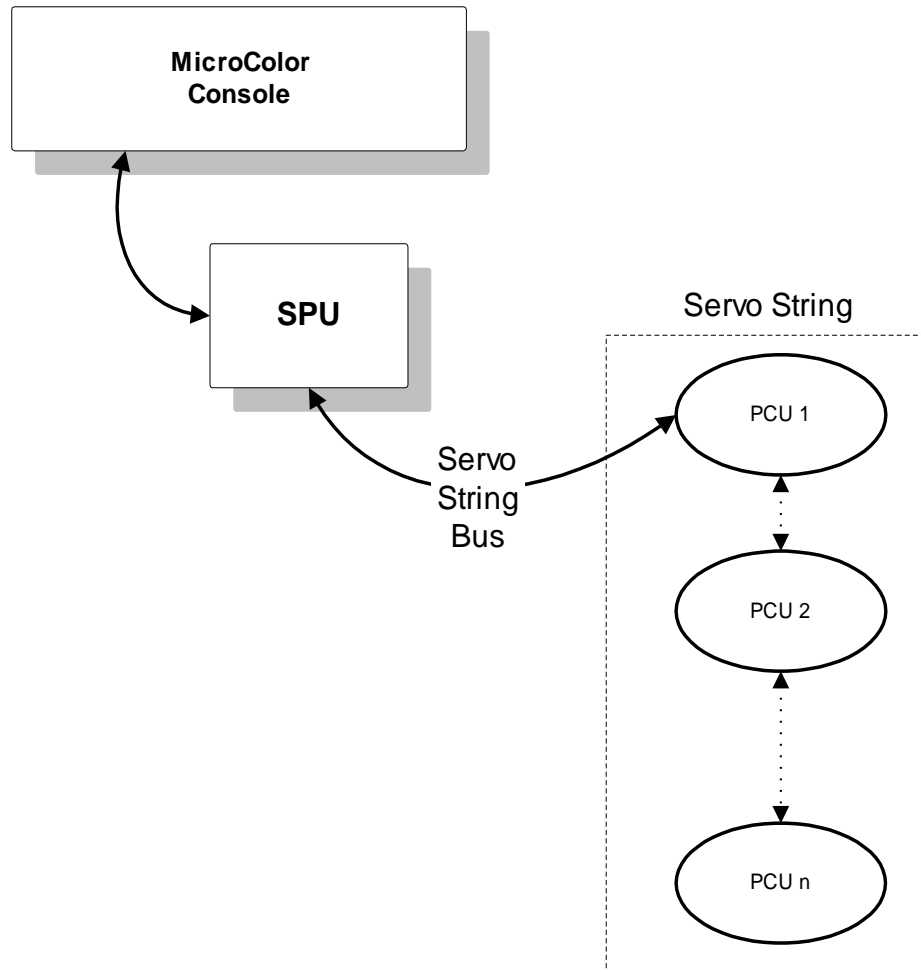 MicroColor
Console
SPU
Servo String
PCU 1
Servo
String
Bus
PCU 2
PCU n